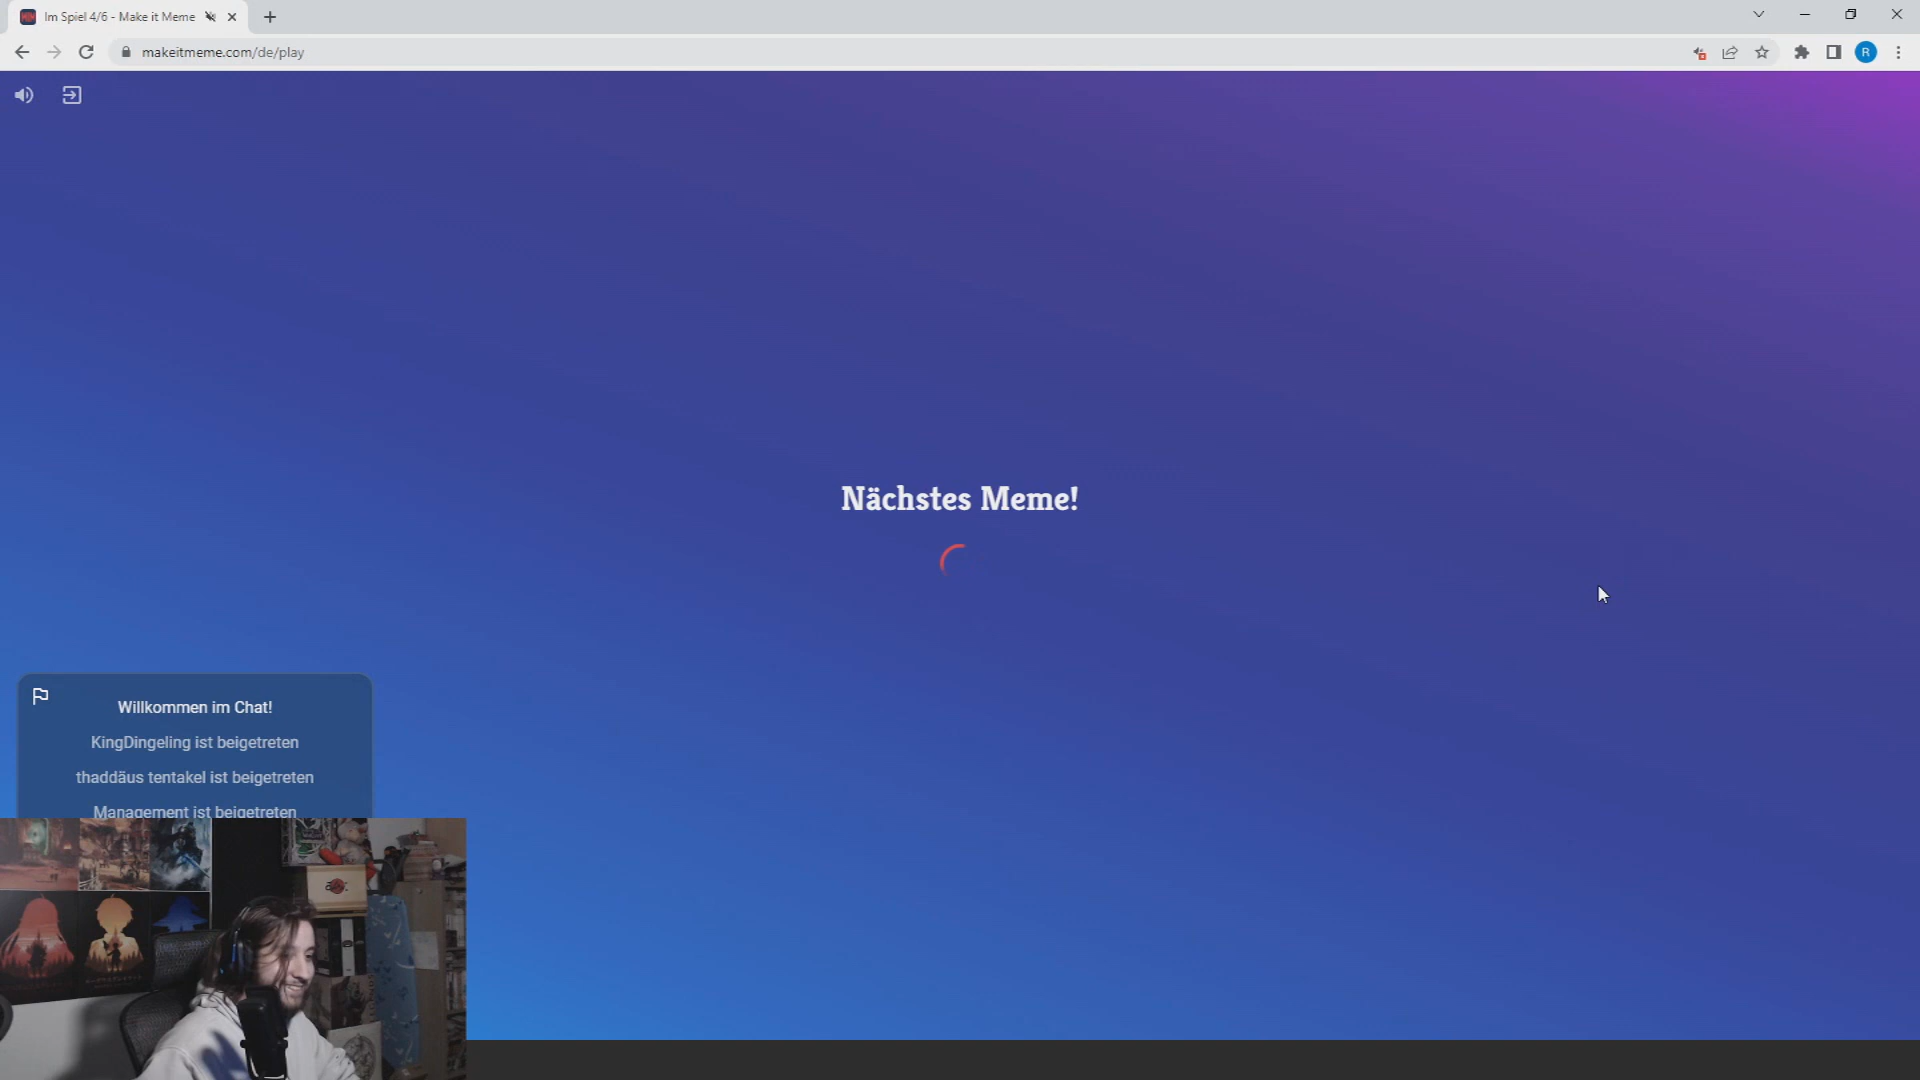 Im Spiel 4/6 - Make it Meme
makeitmeme.com/de/play
R
Nächstes Meme!
Willkommen im Chat!
KingDingeling ist beigetreten
thaddäus tentakel ist beigetreten
Management ist beigetreten